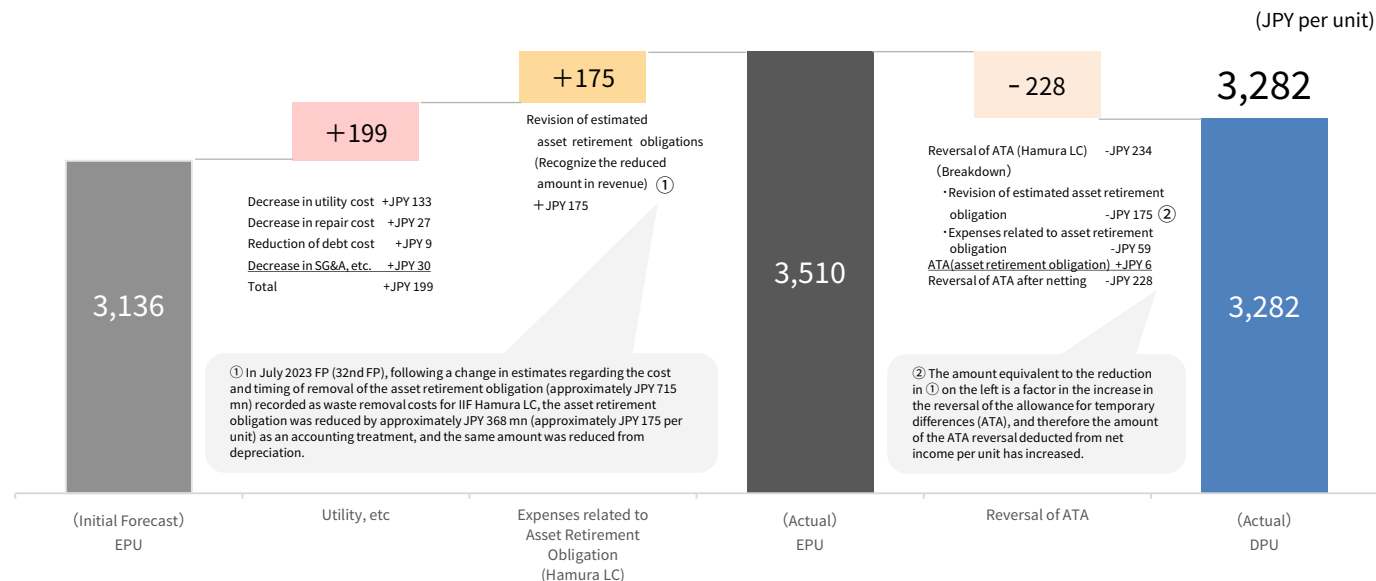 (JPY per unit)
3,136
+199
Decrease in utility cost +JPY 133
Decrease in repair cost +JPY 27
Reduction of debt cost +JPY 9
Decrease in SG&A, etc. +JPY 30
Total +JPY 199
+175
Revision of estimated
asset retirement obligations
(Recognize the reduced
amount in revenue) ①
+JPY 175
① In July 2023 FP (32nd FP), following a change in estimates regarding the cost
and timing of removal of the asset retirement obligation (approximately JPY 715
mn) recorded as waste removal costs for IIF Hamura LC, the asset retirement
obligation was reduced by approximately JPY 368 mn (approximately JPY 175 per
unit) as an accounting treatment, and the same amount was reduced from
depreciation.
3,510
- 228
Reversal of ATA (Hamura LC) -JPY 234
(Breakdown)
・Revision of estimated asset retirement
obligation -JPY 175 ②
・Expenses related to asset retirement
obligation -JPY 59
ATA(asset retirement obligation) +JPY 6
Reversal of ATA after netting -JPY 228
② The amount equivalent to the reduction
in ① on the left is a factor in the increase in
the reversal of the allowance for temporary
differences (ATA), and therefore the amount
of the ATA reversal deducted from net
income per unit has increased.
3,282
3,282
(Initial Forecast)
EPU
Utility, etc
Expenses related to
Asset Retirement
Obligation
(Hamura LC)
(Actual)
EPU
Reversal of ATA
(Actual)
DPU